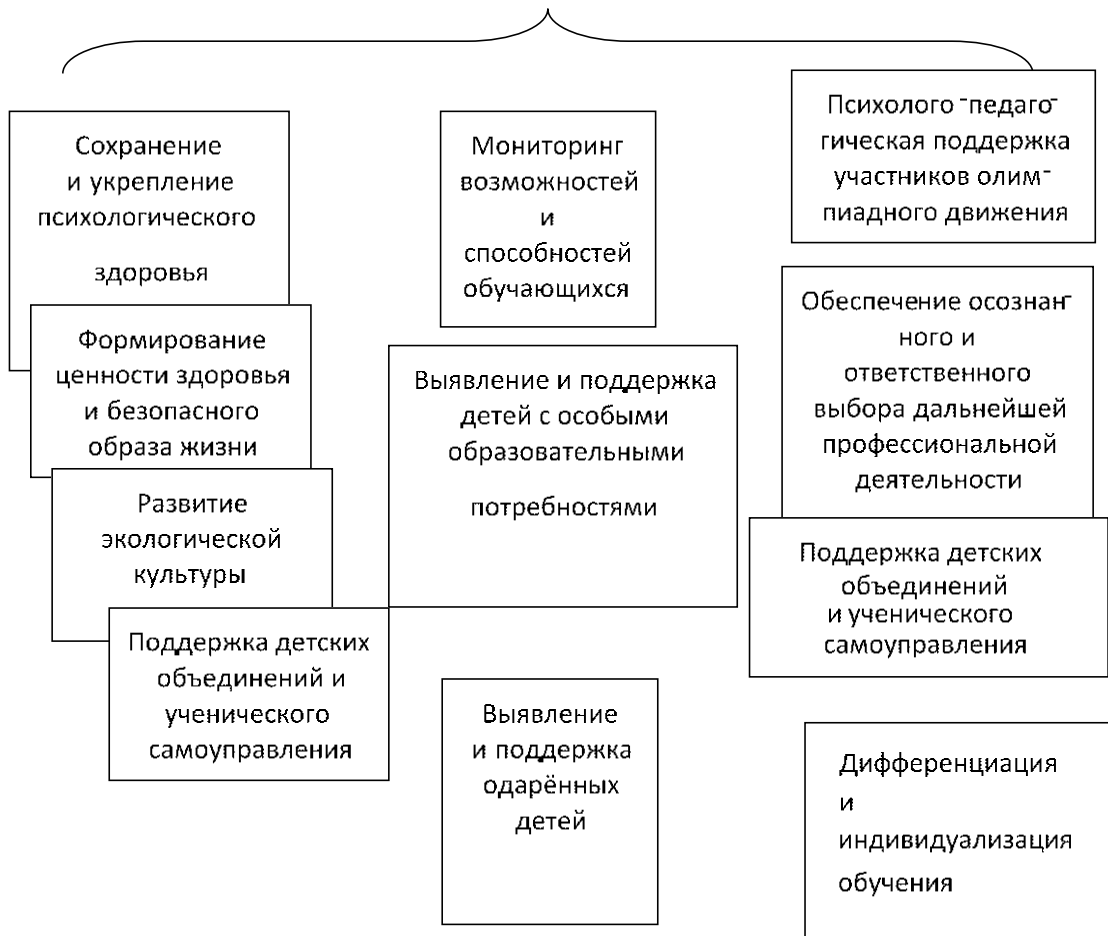 Сохранение
и укрепление
психологического
здоровья
Формирование
ценности здоровья
и безопасного
образа жизни
Развитие
экологической
культуры
Поддержка детских
объединений и
ученического
самоуправления
Мониторинг
возможностей
и
способностей
обучающихся
Выявление и поддержка
детей с особыми
образовательными
потребностями
Выявление
и поддержка
одарённых
детей
Психолого -педаго-
гическая поддержка
участников олим-
пиадного движения
Обеспечение осознан-
ного и
ответственного
выбора дальнейшей
профессиональной
деятельности
Поддержка детских
объединений
и ученического
самоуправления
Дифференциация
и
индивидуализация
обучения